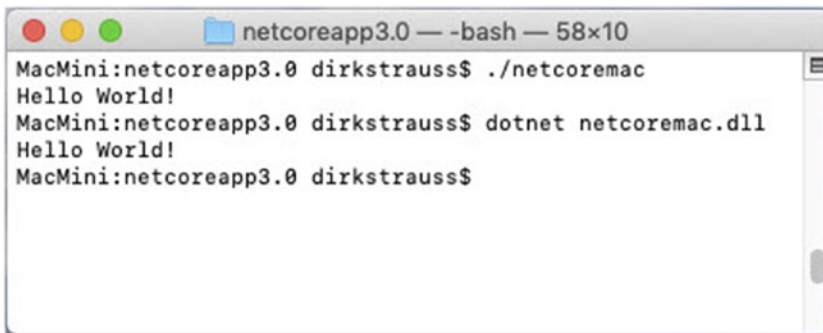 netcoreapp3.0 — -bash — 58×10
MacMini:netcoreapp3.0 dirkstrauss$ ./netcoremac
Hello World!
MacMini:netcoreapp3.0 dirkstrauss$ dotnet netcoremac.dll
Hello World!
MacMini:netcoreapp3.0 dirkstrauss$